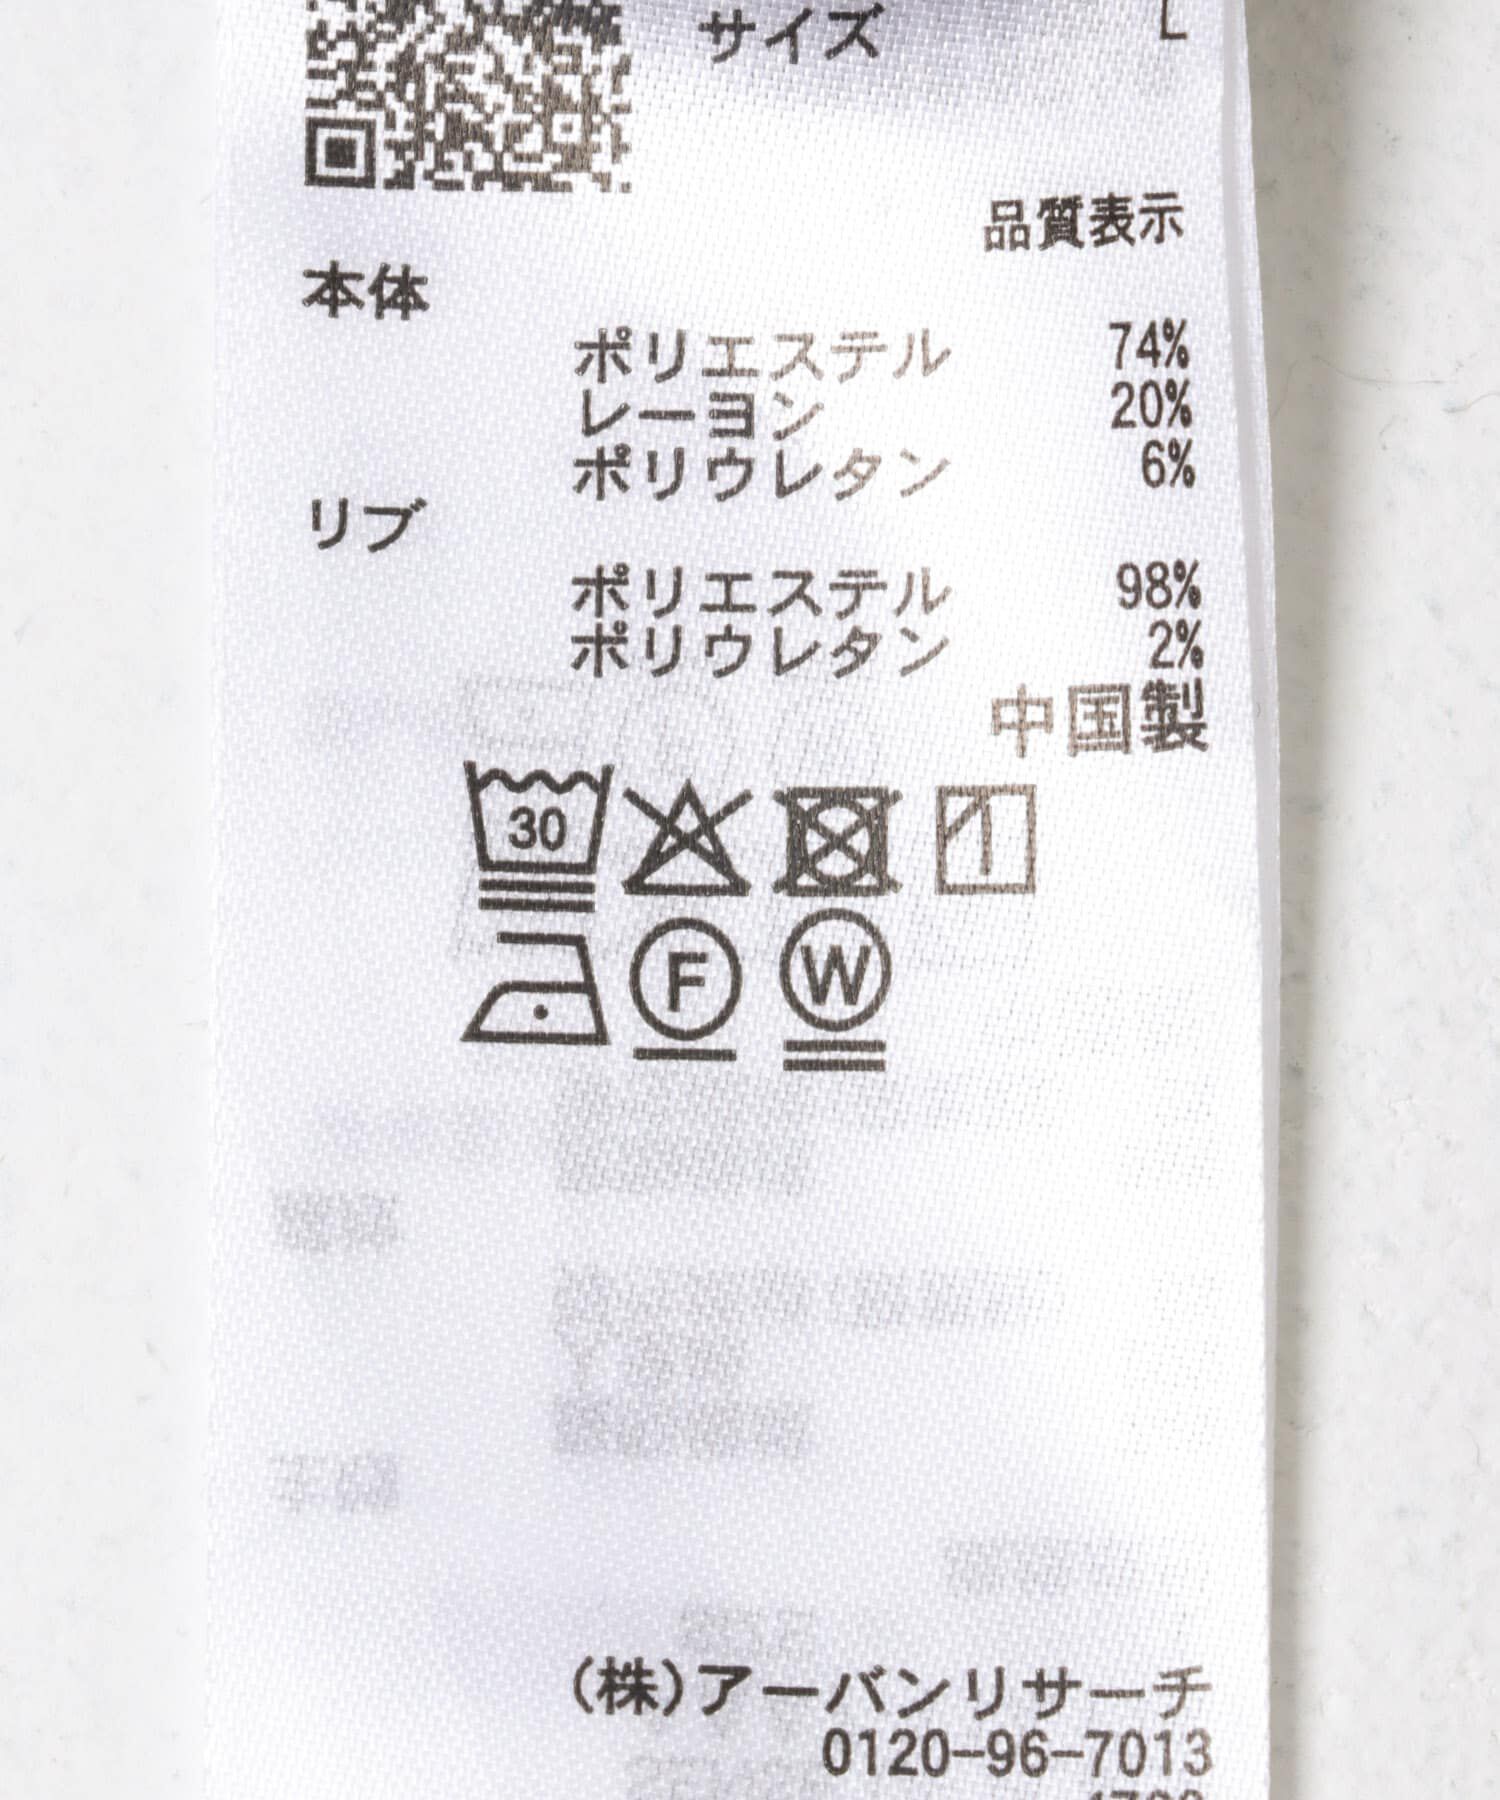 サイズ L
品質表示
本体
ポリエステル 74%
レーヨン 20%
ポリウレタン 6%
リブ
ポリエステル 98%
ポリウレタン 2%
中国製
30
F W
(株)アーバンリサーチ
0120-96-7013